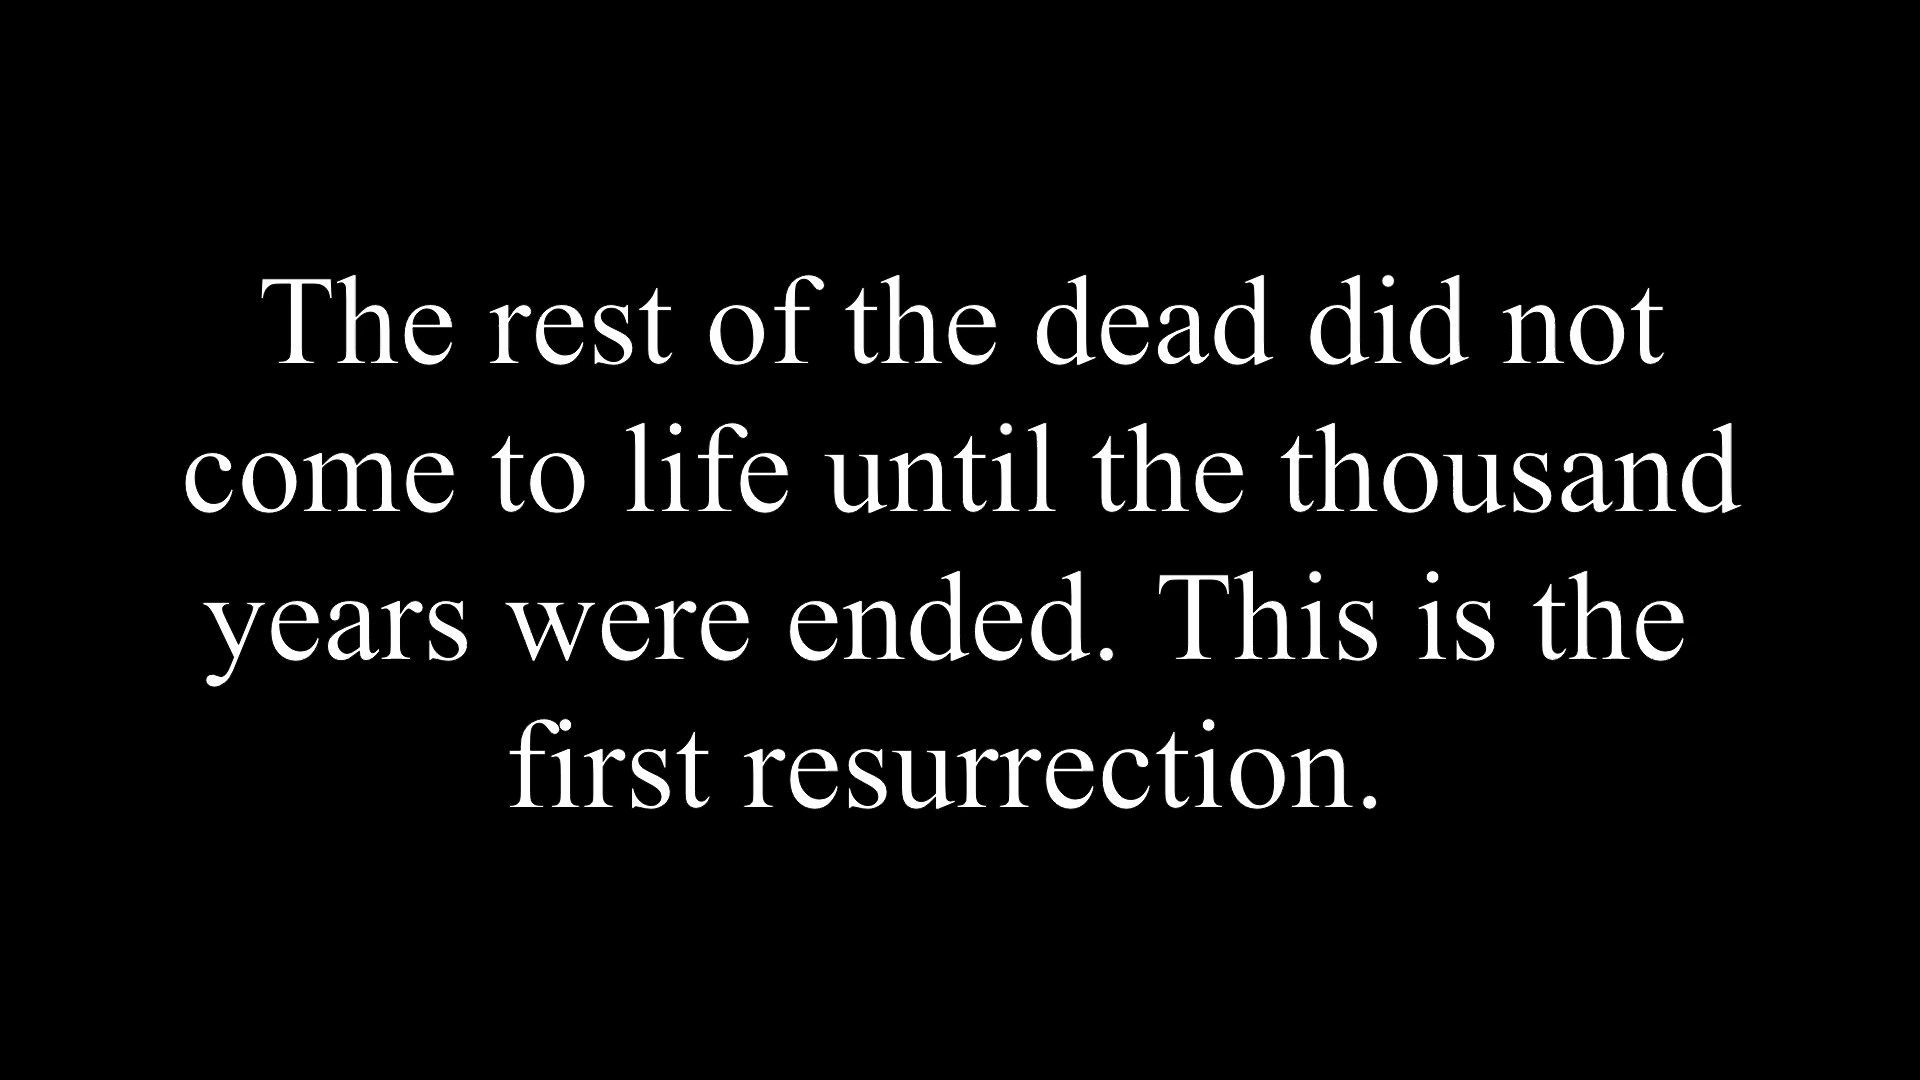 The rest of the dead did not
come to life until the thousand
years were ended. This is the
first resurrection.